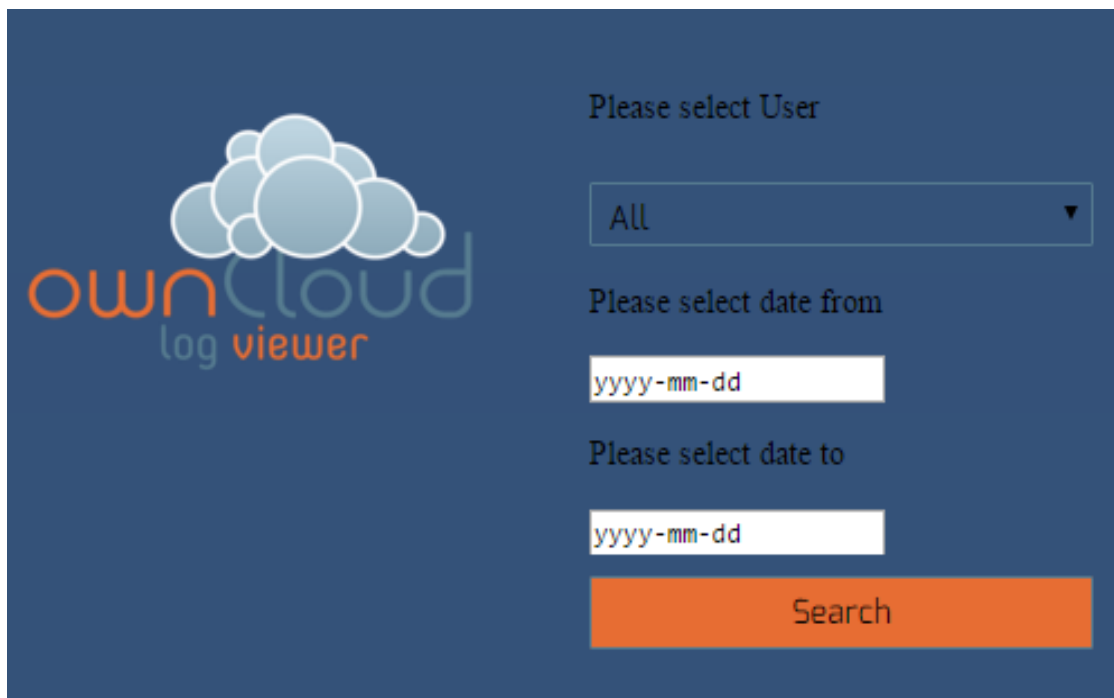 ownCloud
log viewer
Please select User
All
Please select date from
yyyy-mm-dd
Please select date to
yyyy-mm-dd
Search